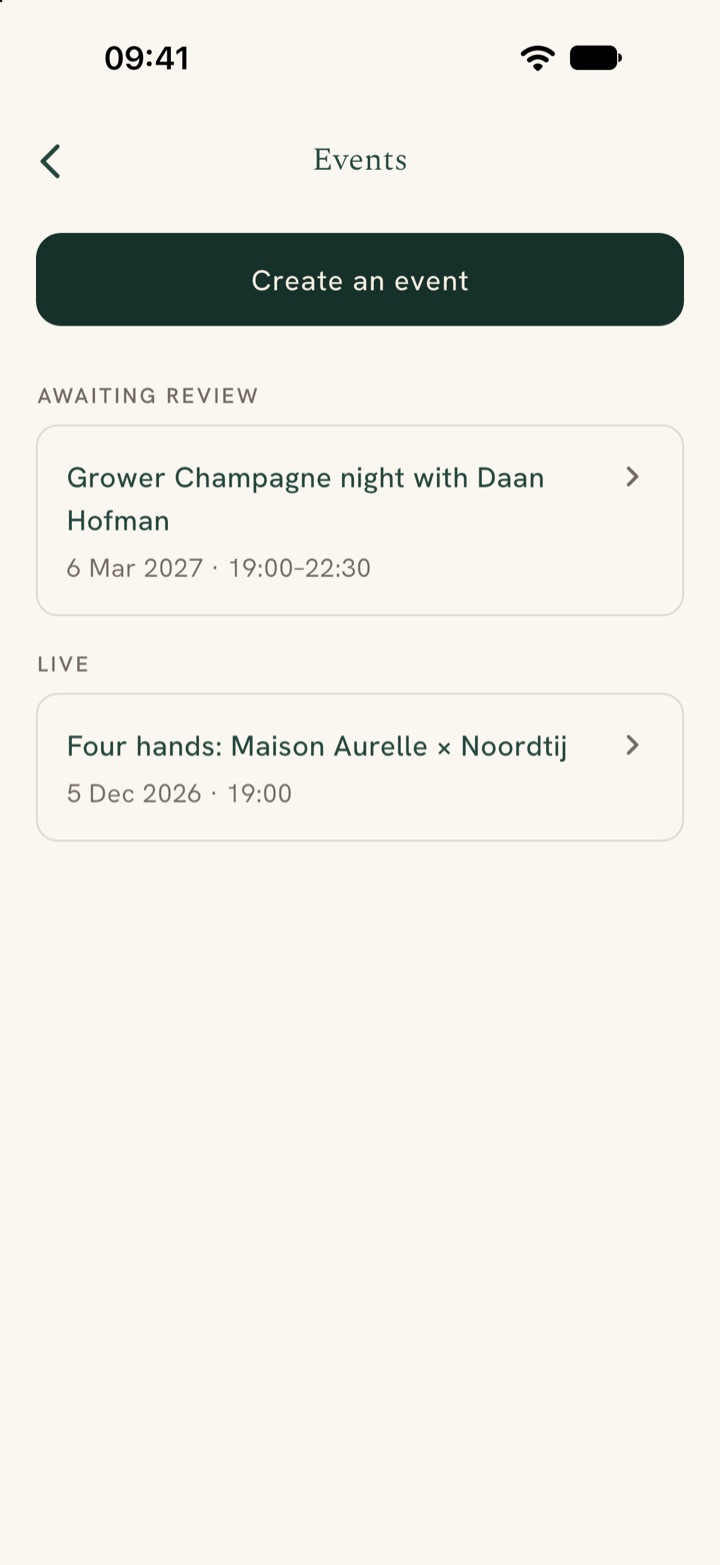 09:41
Events
Create an event
AWAITING REVIEW
Grower Champagne night with Daan
Hofman
6 Mar 2027 · 19:00–22:30
LIVE
Four hands: Maison Aurelle × Noordtij
5 Dec 2026 · 19:00